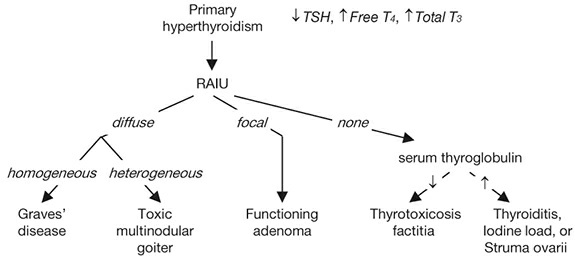 Primary
hyperthyroidism
↓TSH, ↑Free T₄, ↑Total T₃
RAIU
diffuse
focal
none
serum thyroglobulin
homogeneous
heterogeneous
↓
↑
Graves'
disease
Toxic
multinodular
goiter
Functioning
adenoma
Thyrotoxicosis
factitia
Thyroiditis,
Iodine load, or
Struma ovarii